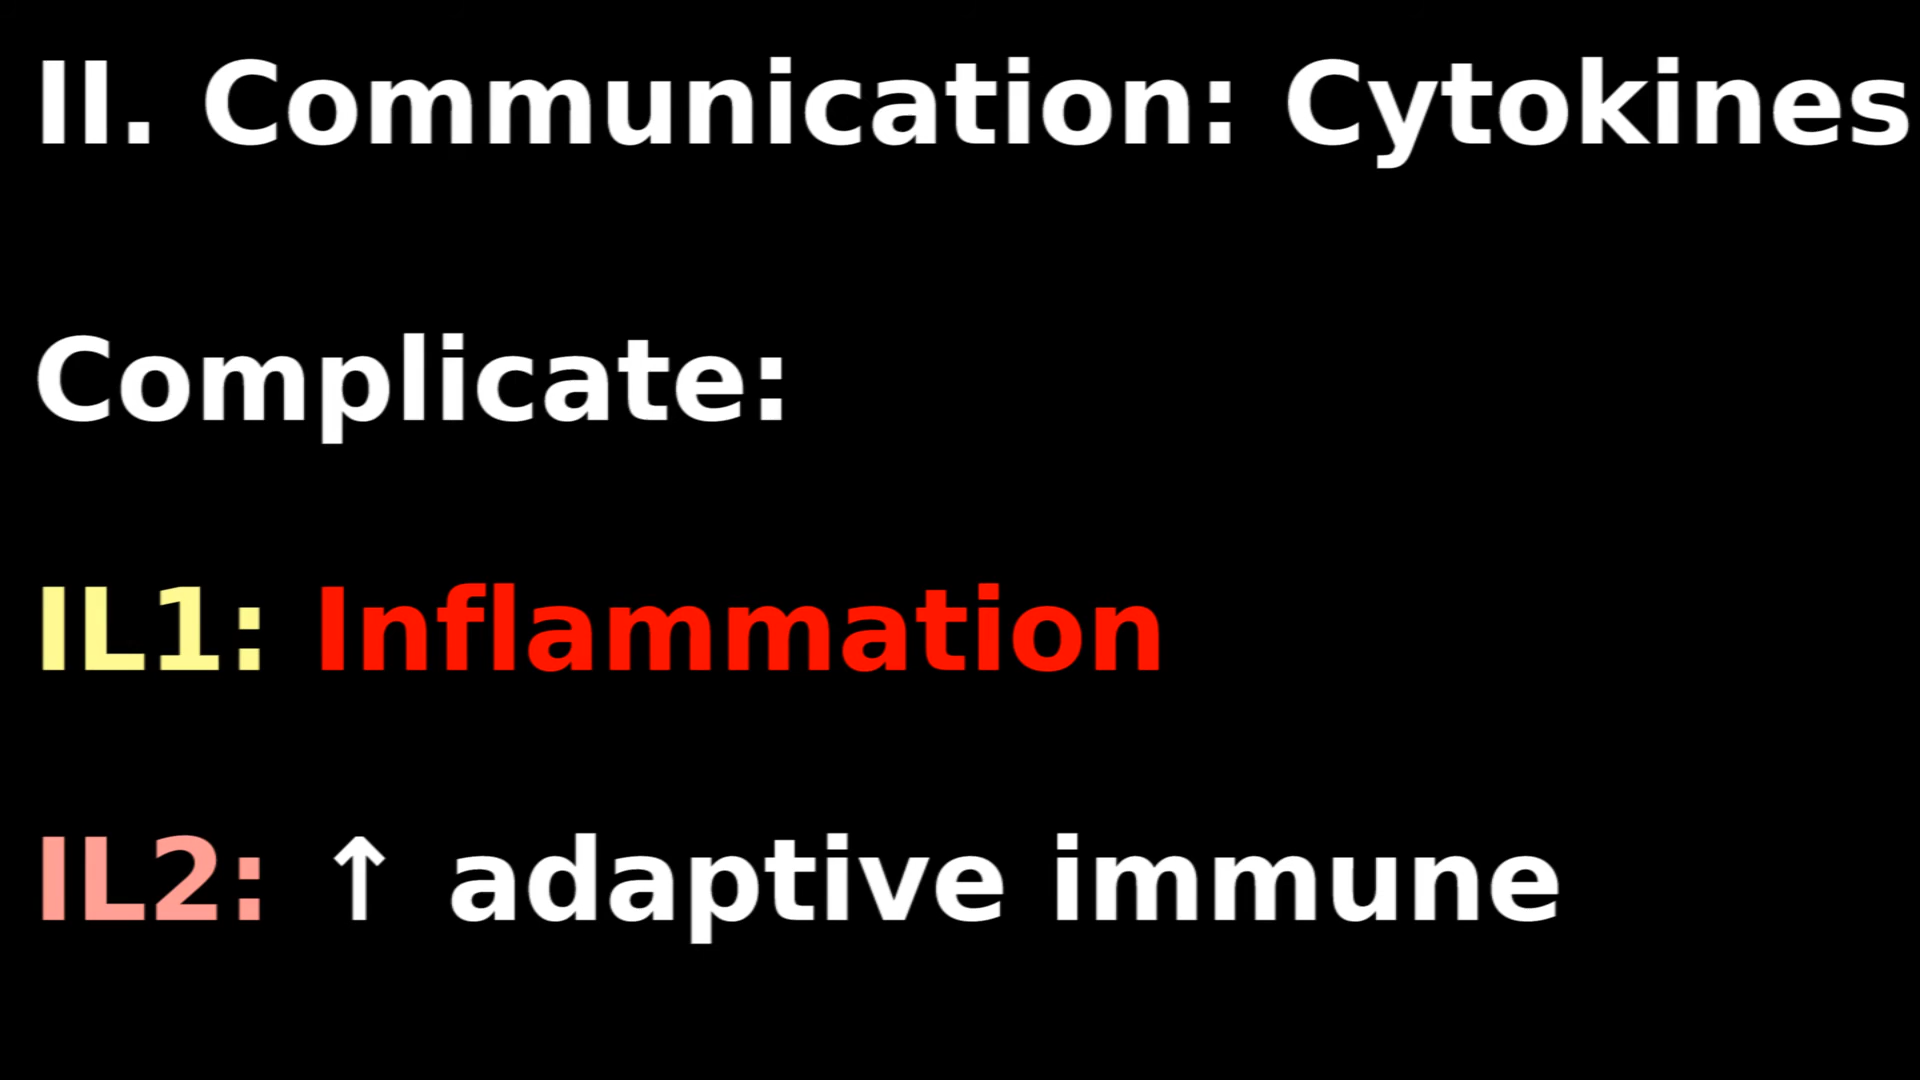 II. Communication: Cytokines
Complicate:
IL1: Inflammation
IL2: ↑ adaptive immune